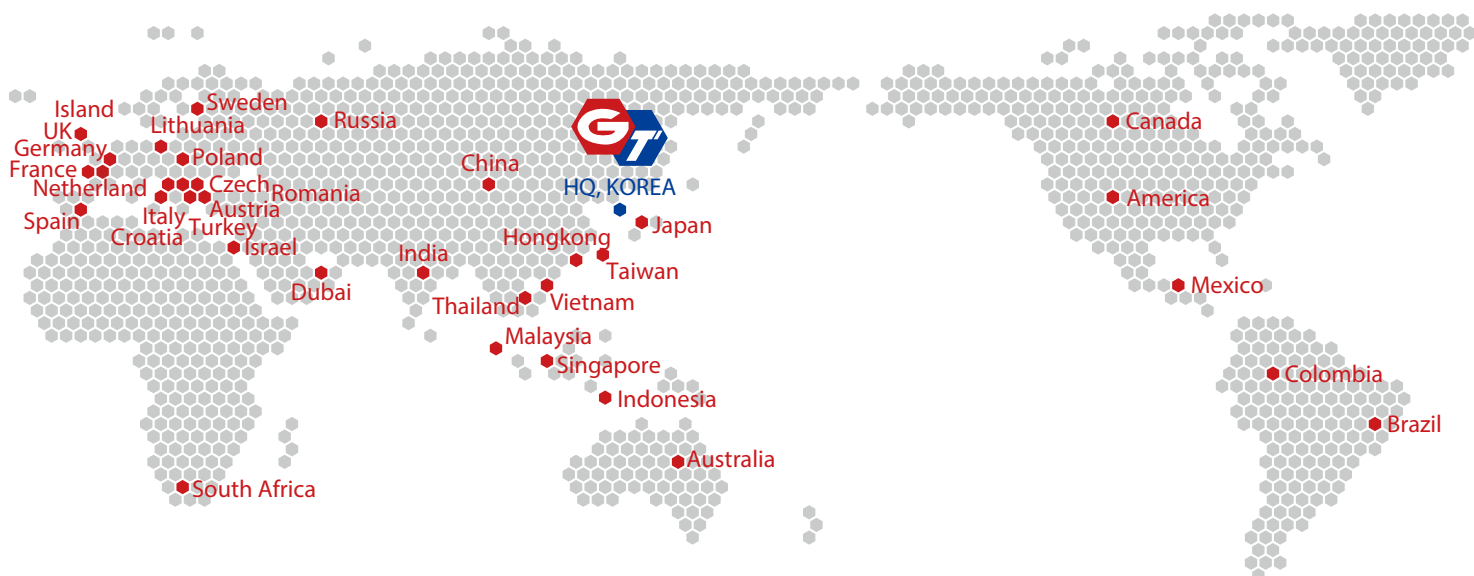 Island
UK
Germany
France
Netherland
Spain
Sweden
Lithuania
Poland
Czech
Romania
Austria
Italy
Turkey
Croatia
Israel
Russia
Dubai
India
China
GT
HQ, KOREA
Japan
Hongkong
Taiwan
Thailand
Vietnam
Malaysia
Singapore
Indonesia
Australia
South Africa
Canada
America
Mexico
Colombia
Brazil